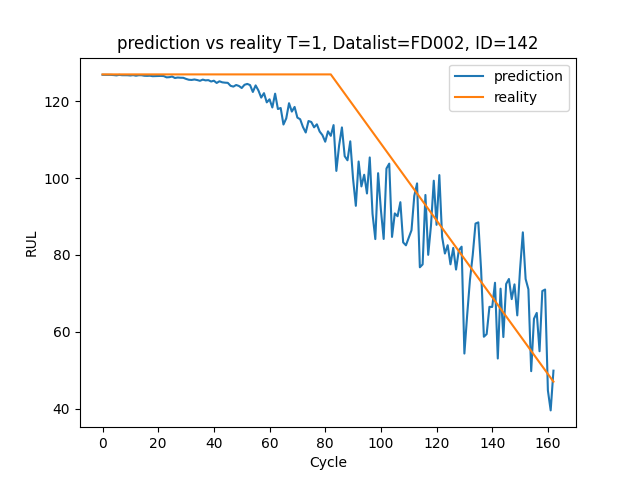 prediction vs reality T=1, Datalist=FD002, ID=142
prediction
reality
RUL
120
100
80
60
40
0 20 40 60 80 100 120 140 160
Cycle